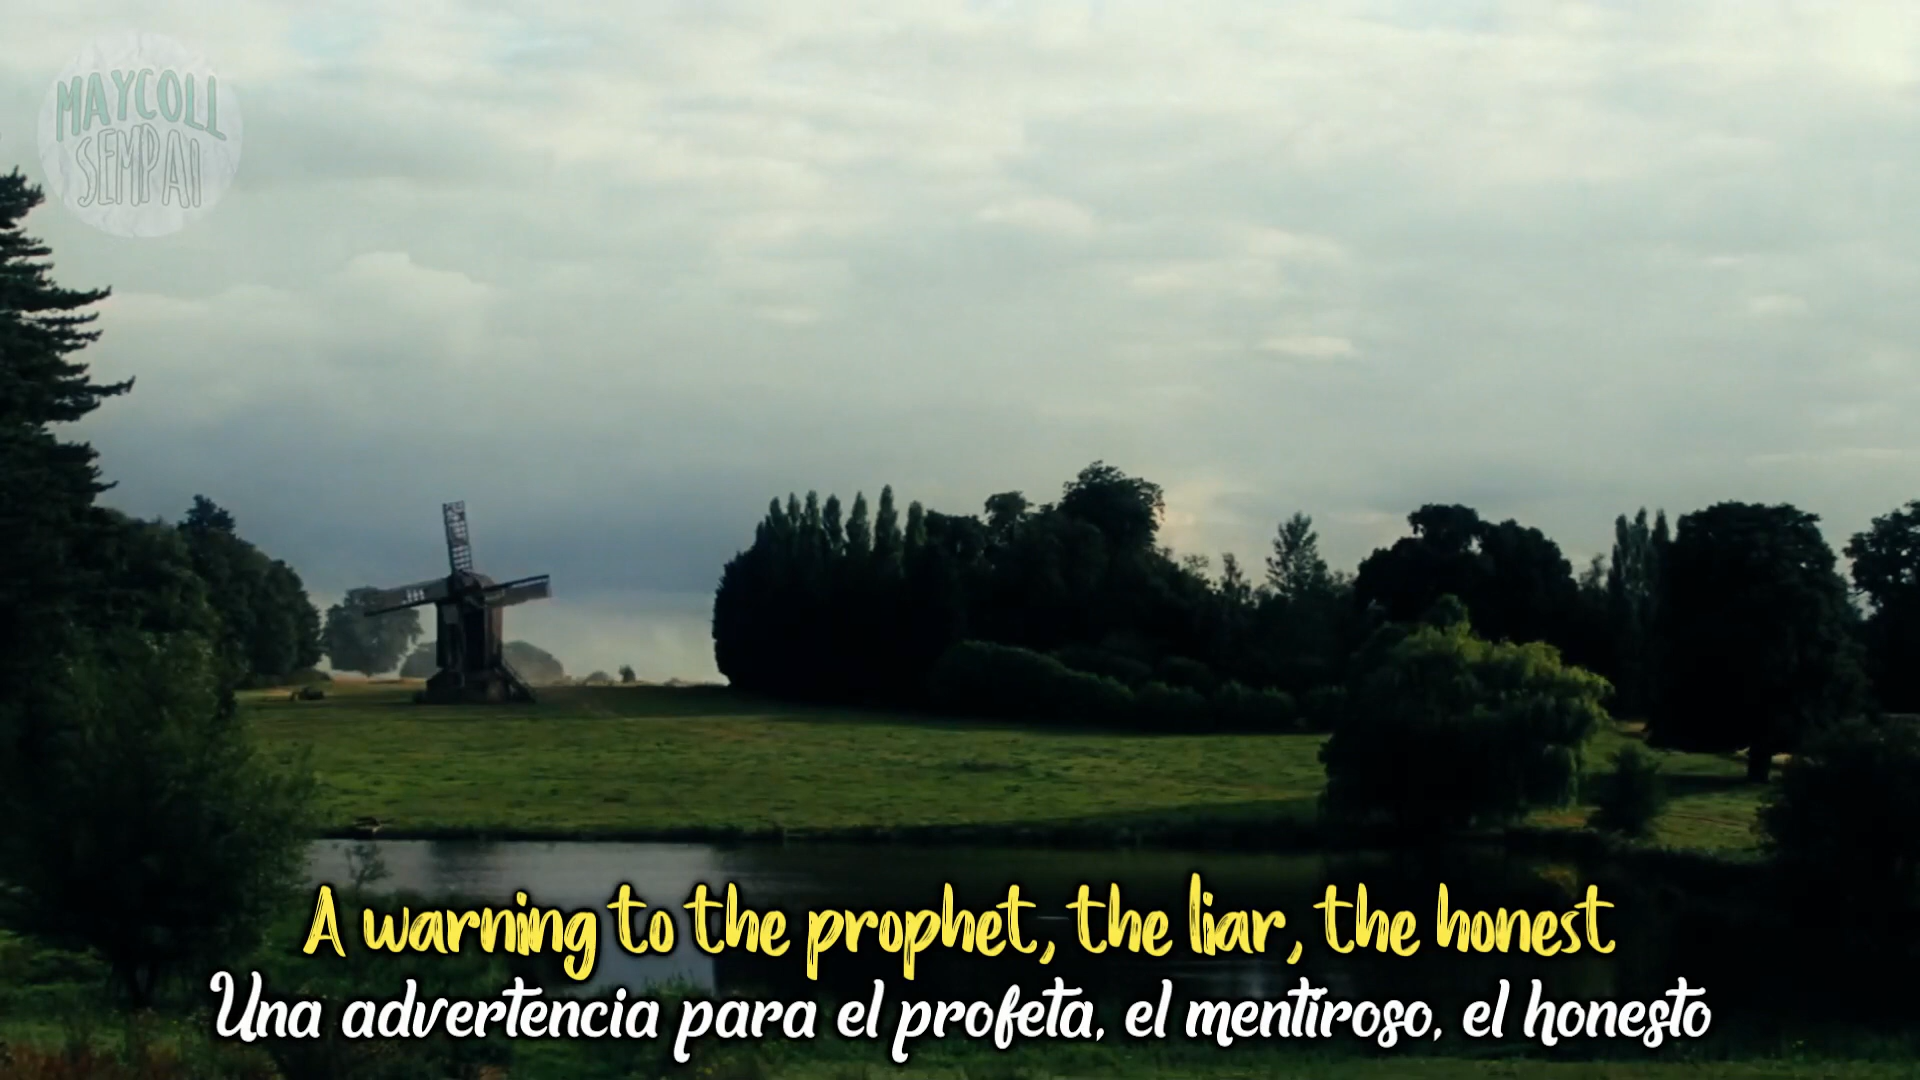 MAYCOLL
SEMPAI
A warning to the prophet, the liar, the honest
Una advertencia para el profeta, el mentiroso, el honesto